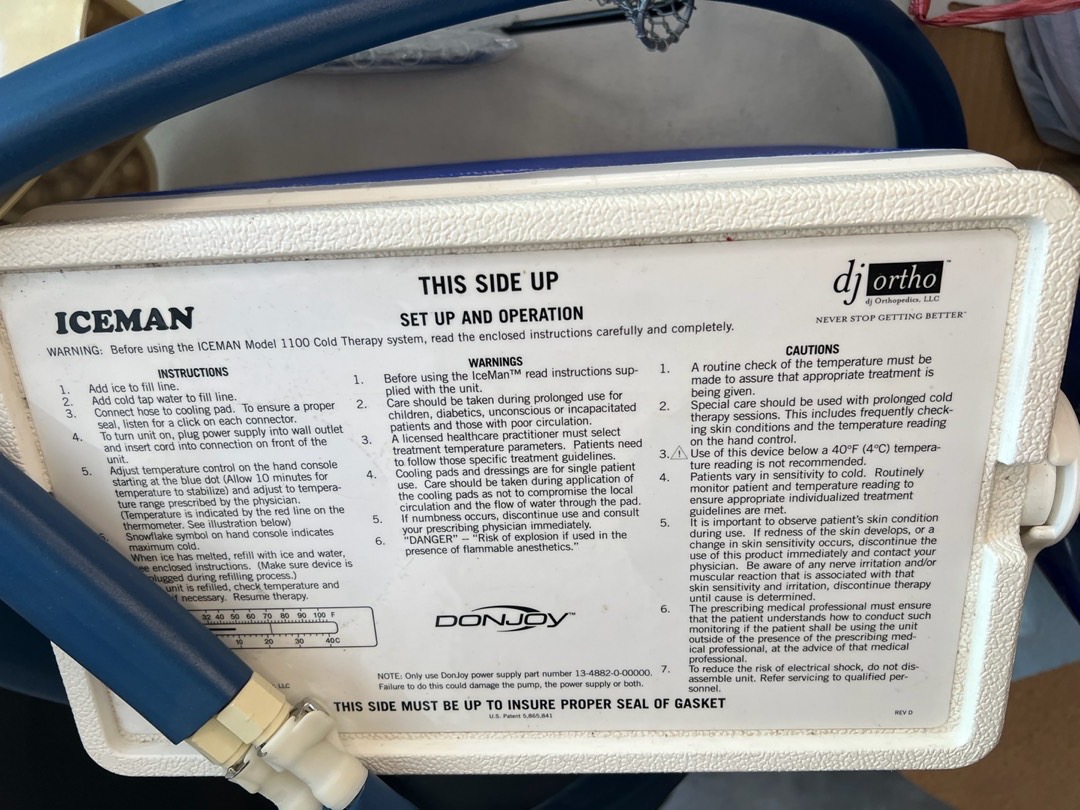 THIS SIDE UP
dj ortho™
dj Orthopedics, LLC
NEVER STOP GETTING BETTER™
ICEMAN
SET UP AND OPERATION
WARNING: Before using the ICEMAN Model 1100 Cold Therapy system, read the enclosed instructions carefully and completely.
INSTRUCTIONS
1. Add ice to fill line.
2. Add cold tap water to fill line.
3. Connect hose to cooling pad. To ensure a proper
seal, listen for a click on each connector.
4. To turn unit on, plug power supply into wall outlet
and insert cord into connection on front of the
unit.
5. Adjust temperature control on the hand console
starting at the blue dot (Allow 10 minutes for
temperature to stabilize) and adjust to tempera-
ture range prescribed by the physician.
(Temperature is indicated by the red line on the
thermometer. See illustration below)
Snowflake symbol on hand console indicates
maximum cold.
When ice has melted, refill with ice and water,
enclosed instructions. (Make sure device is
during refilling process.)
unit is refilled, check temperature and
necessary. Resume therapy.
32 40 50 60 70 80 90 100 F
10 20 30 40C
LLC
WARNINGS
1. Before using the IceMan™ read instructions sup-
plied with the unit.
2. Care should be taken during prolonged use for
children, diabetics, unconscious or incapacitated
patients and those with poor circulation.
3. A licensed healthcare practitioner must select
treatment temperature parameters. Patients need
to follow those specific treatment guidelines.
4. Cooling pads and dressings are for single patient
use. Care should be taken during application of
the cooling pads as not to compromise the local
circulation and the flow of water through the pad.
5. If numbness occurs, discontinue use and consult
your prescribing physician immediately.
6. "DANGER" – "Risk of explosion if used in the
presence of flammable anesthetics."
DONJOY™
NOTE: Only use DonJoy power supply part number 13-4882-0-00000.
Failure to do this could damage the pump, the power supply or both.
CAUTIONS
1. A routine check of the temperature must be
made to assure that appropriate treatment is
being given.
2. Special care should be used with prolonged cold
therapy sessions. This includes frequently check-
ing skin conditions and the temperature reading
on the hand control.
3. Use of this device below a 40°F (4°C) tempera-
ture reading is not recommended.
4. Patients vary in sensitivity to cold. Routinely
monitor patient and temperature reading to
ensure appropriate individualized treatment
guidelines are met.
5. It is important to observe patient's skin condition
during use. If redness of the skin develops, or a
change in skin sensitivity occurs, discontinue the
use of this product immediately and contact your
physician. Be aware of any nerve irritation and/or
muscular reaction that is associated with that
skin sensitivity and irritation, discontinue therapy
until cause is determined.
6. The prescribing medical professional must ensure
that the patient understands how to conduct such
monitoring if the patient shall be using the unit
outside of the presence of the prescribing med-
ical professional, at the advice of that medical
professional.
7. To reduce the risk of electrical shock, do not dis-
assemble unit. Refer servicing to qualified per-
sonnel.
THIS SIDE MUST BE UP TO INSURE PROPER SEAL OF GASKET
U.S. Patent 5,865,841
REV D